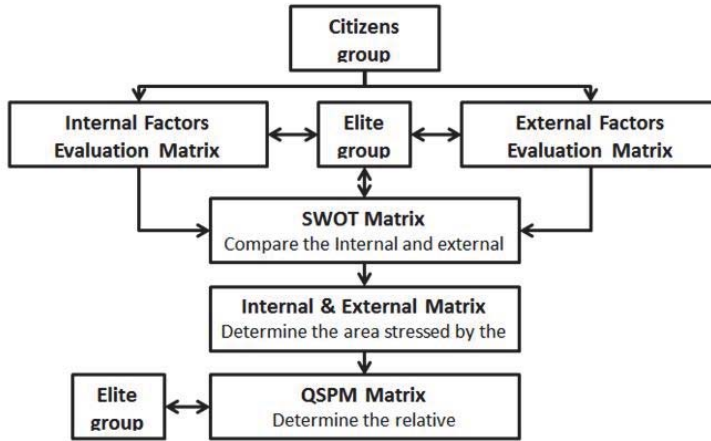 Citizens
group
Internal Factors
Evaluation Matrix
Elite
group
External Factors
Evaluation Matrix
SWOT Matrix
Compare the Internal and external
Internal & External Matrix
Determine the area stressed by the
Elite
group
QSPM Matrix
Determine the relative